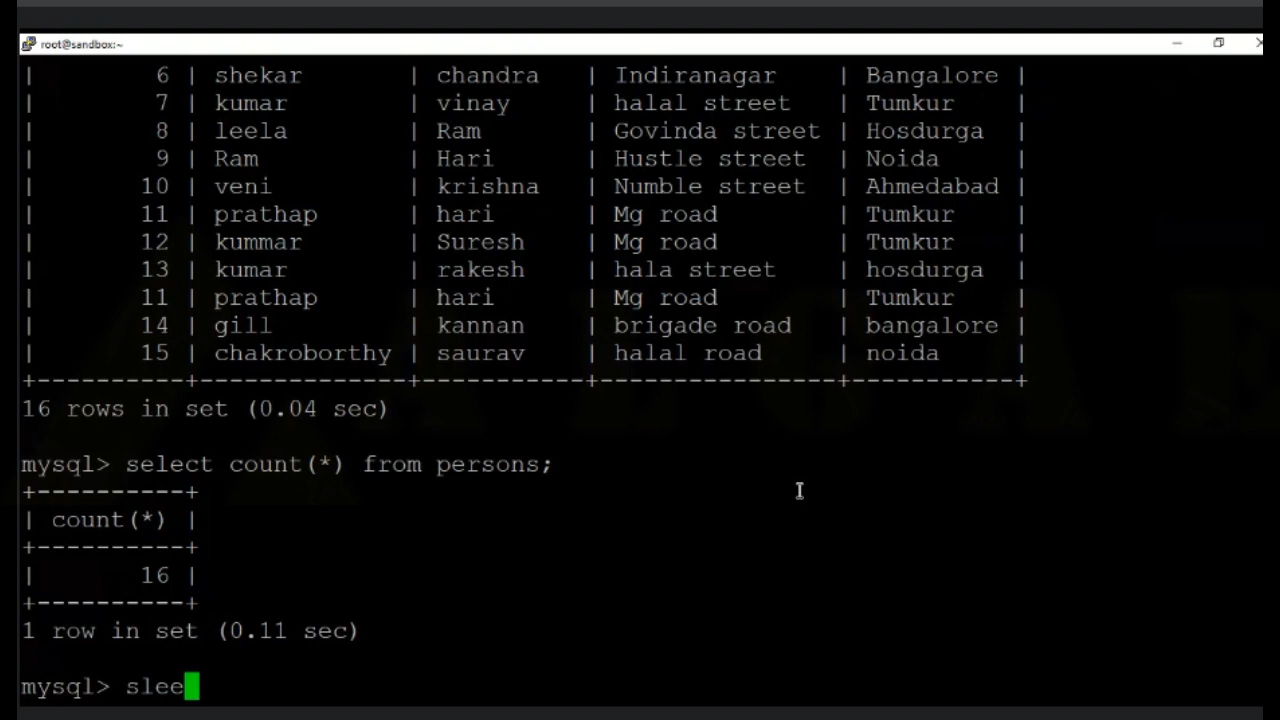 root@sandbox:~
| 6 | shekar | chandra | Indiranagar | Bangalore |
| 7 | kumar | vinay | halal street | Tumkur |
| 8 | leela | Ram | Govinda street | Hosdurga |
| 9 | Ram | Hari | Hustle street | Noida |
| 10 | veni | krishna | Numble street | Ahmedabad |
| 11 | prathap | hari | Mg road | Tumkur |
| 12 | kummar | Suresh | Mg road | Tumkur |
| 13 | kumar | rakesh | hala street | hosdurga |
| 11 | prathap | hari | Mg road | Tumkur |
| 14 | gill | kannan | brigade road | bangalore |
| 15 | chakroborthy | saurav | halal road | noida |
+----------+--------------+-----------+----------------+-----------+
16 rows in set (0.04 sec)
mysql> select count(*) from persons;
+----------+
| count(*) |
+----------+
| 16 |
+----------+
1 row in set (0.11 sec)
mysql> slee